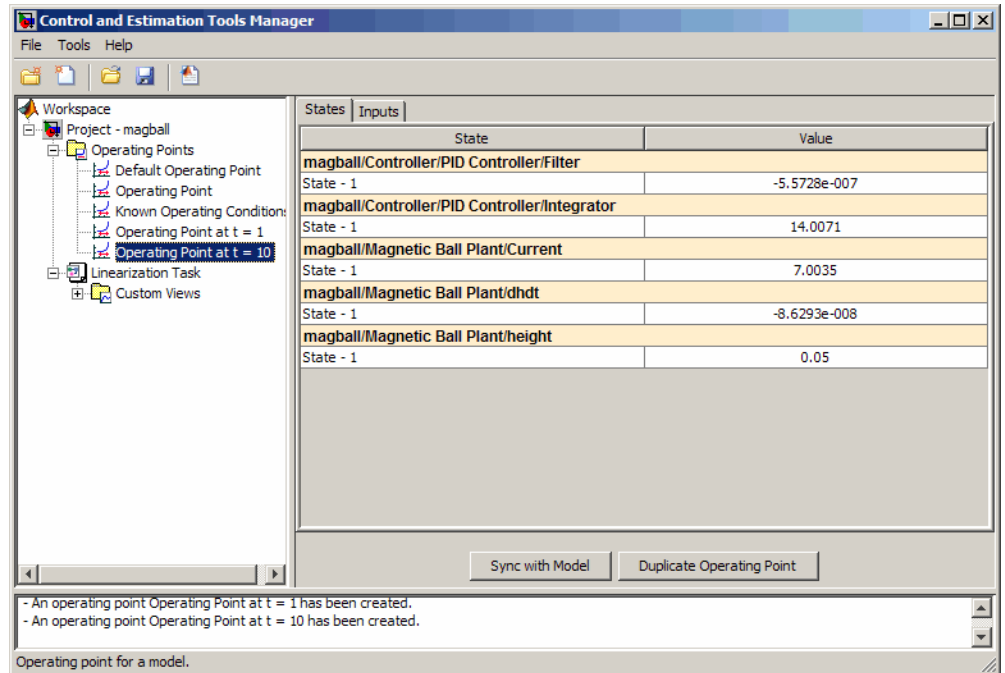 Control and Estimation Tools Manager
File Tools Help
Workspace
Project - magball
Operating Points
Default Operating Point
Operating Point
Known Operating Conditions
Operating Point at t = 1
Operating Point at t = 10
Linearization Task
Custom Views
States Inputs
State Value
magball/Controller/PID Controller/Filter
State - 1 -5.5728e-007
magball/Controller/PID Controller/Integrator
State - 1 14.0071
magball/Magnetic Ball Plant/Current
State - 1 7.0035
magball/Magnetic Ball Plant/dhdt
State - 1 -8.6293e-008
magball/Magnetic Ball Plant/height
State - 1 0.05
Sync with Model Duplicate Operating Point
- An operating point Operating Point at t = 1 has been created.
- An operating point Operating Point at t = 10 has been created.
Operating point for a model.